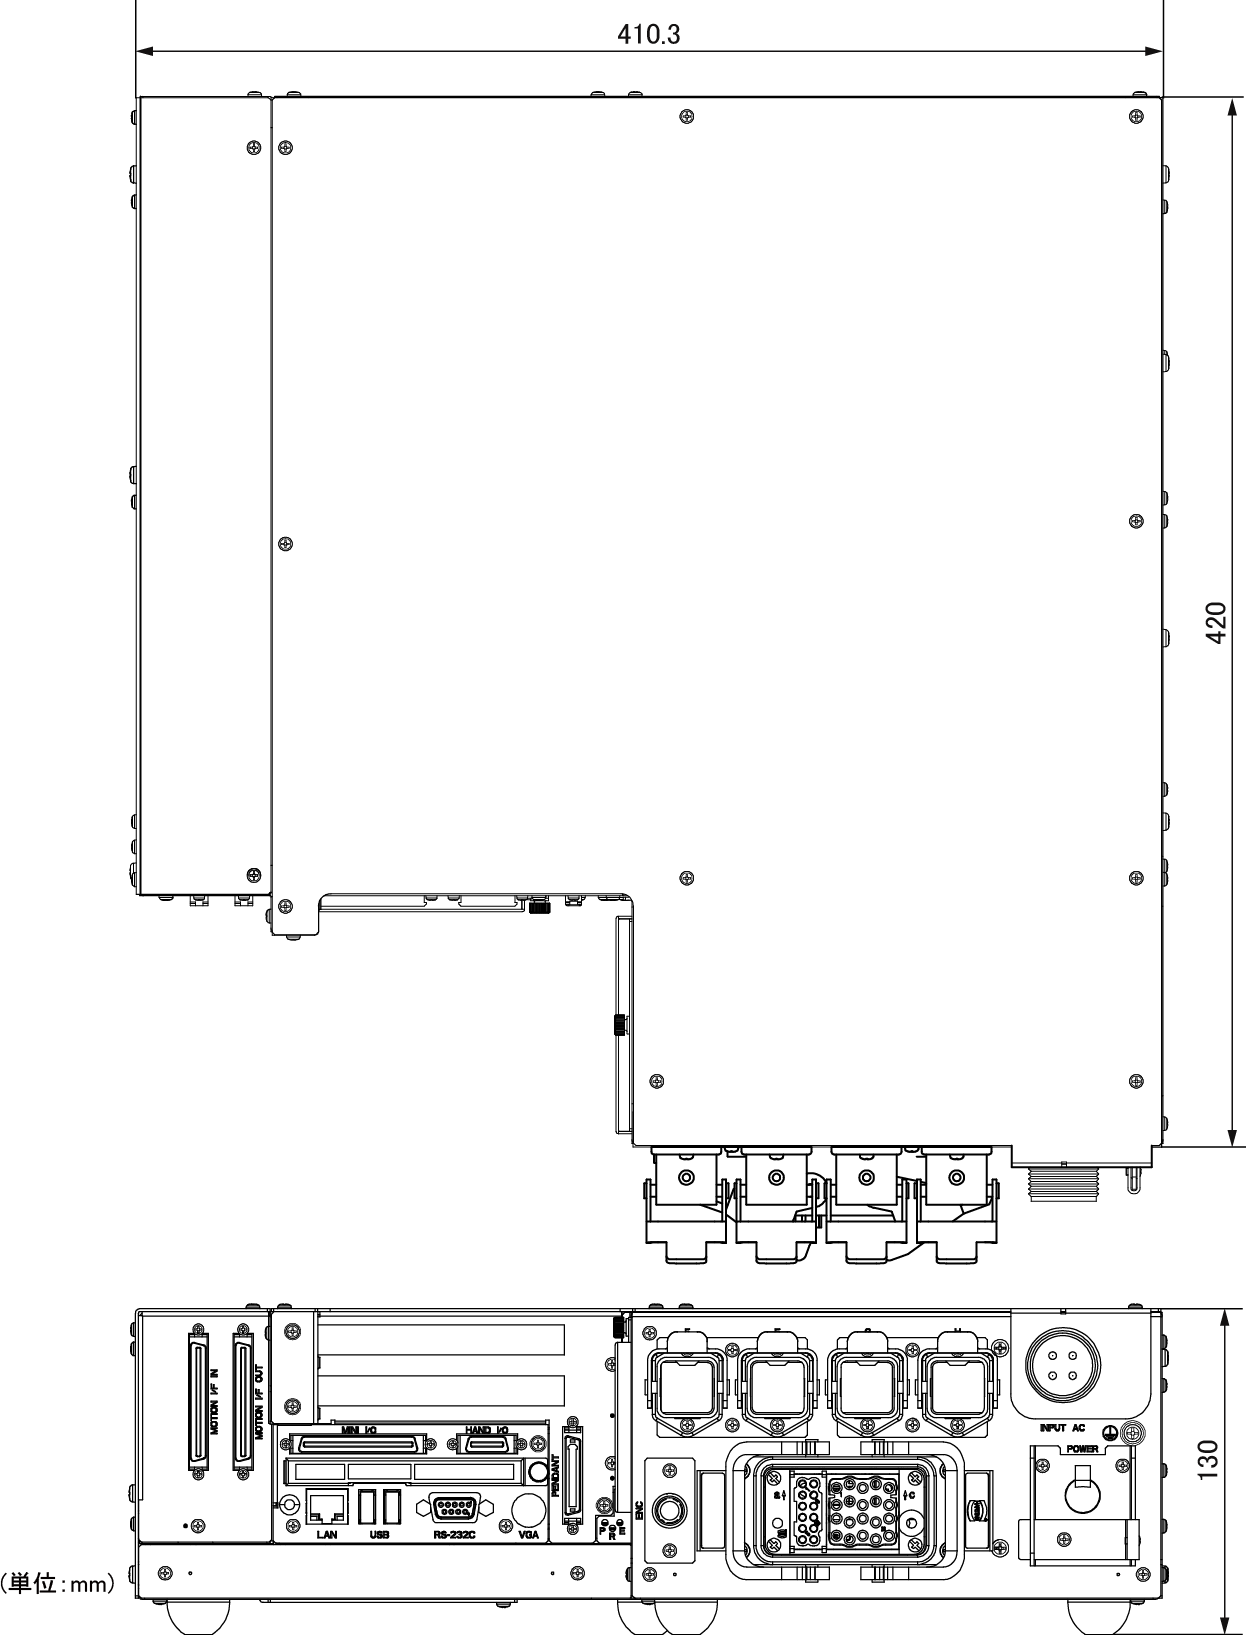 410.3
420
MOTION I/F IN
MOTION I/F OUT
MINI I/O
HAND I/O
PENDANT
LAN
USB
RS-232C
VGA
ENC
INPUT AC
POWER
130
(単位:mm)